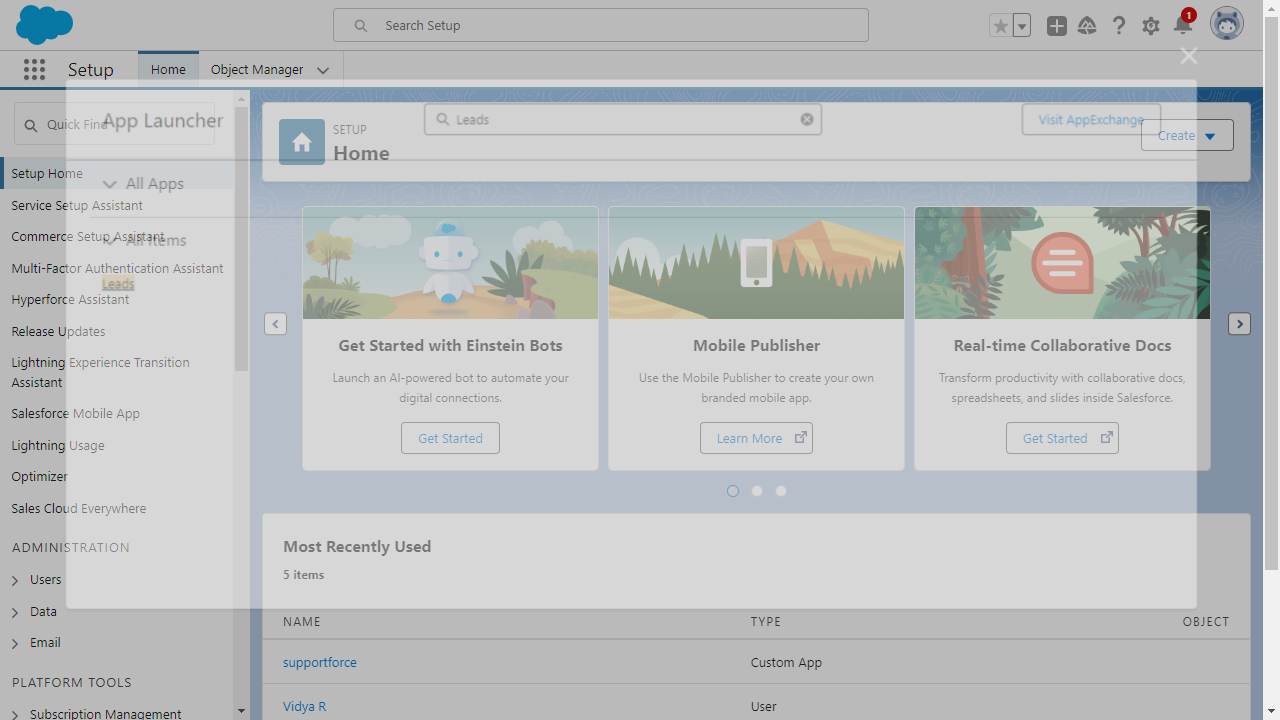 Search Setup
1
Setup
Home
Object Manager
Quick Find
App Launcher
Leads
Visit AppExchange
SETUP
Home
Create
Setup Home
All Apps
Service Setup Assistant
Commerce Setup Assistant
All Items
Multi-Factor Authentication Assistant
Leads
Hyperforce Assistant
Release Updates
Lightning Experience Transition
Assistant
Salesforce Mobile App
Lightning Usage
Optimizer
Sales Cloud Everywhere
ADMINISTRATION
Users
Data
Email
PLATFORM TOOLS
Subscription Management
Get Started with Einstein Bots
Launch an AI-powered bot to automate your
digital connections.
Get Started
Mobile Publisher
Use the Mobile Publisher to create your own
branded mobile app.
Learn More
Real-time Collaborative Docs
Transform productivity with collaborative docs,
spreadsheets, and slides inside Salesforce.
Get Started
Most Recently Used
5 items
NAME TYPE OBJECT
supportforce Custom App
Vidya R User